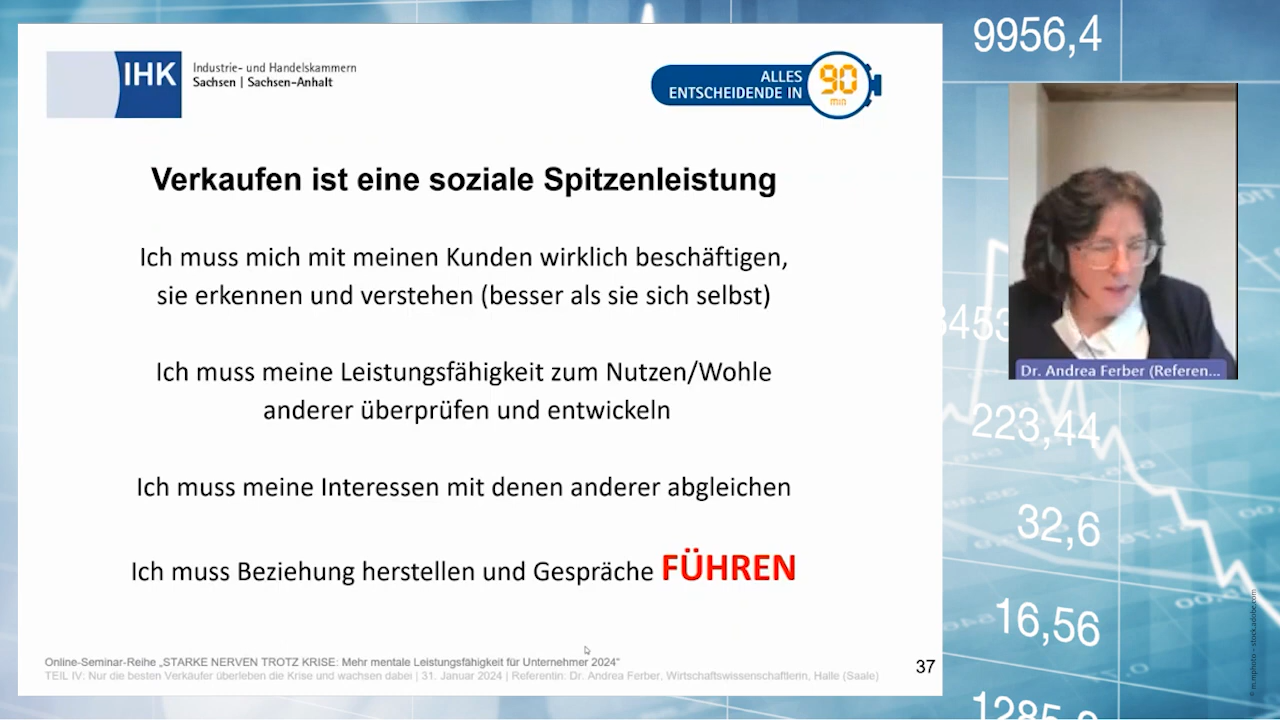 IHK
Industrie- und Handelskammern
Sachsen | Sachsen-Anhalt
ALLES
ENTSCHEIDENDE IN
90
min
Verkaufen ist eine soziale Spitzenleistung
Ich muss mich mit meinen Kunden wirklich beschäftigen,
sie erkennen und verstehen (besser als sie sich selbst)
Ich muss meine Leistungsfähigkeit zum Nutzen/Wohle
anderer überprüfen und entwickeln
Ich muss meine Interessen mit denen anderer abgleichen
Ich muss Beziehung herstellen und Gespräche FÜHREN
Online-Seminar-Reihe „STARKE NERVEN TROTZ KRISE: Mehr mentale Leistungsfähigkeit für Unternehmer 2024“
TEIL IV: Nur die besten Verkäufer überleben die Krise und wachsen dabei | 31. Januar 2024 | Referentin: Dr. Andrea Ferber, Wirtschaftswissenschaftlerin, Halle (Saale)
37
9956,4
Dr. Andrea Ferber (Referen...
223,44
32,6
16,56
© m.mphoto - stock.adobe.com